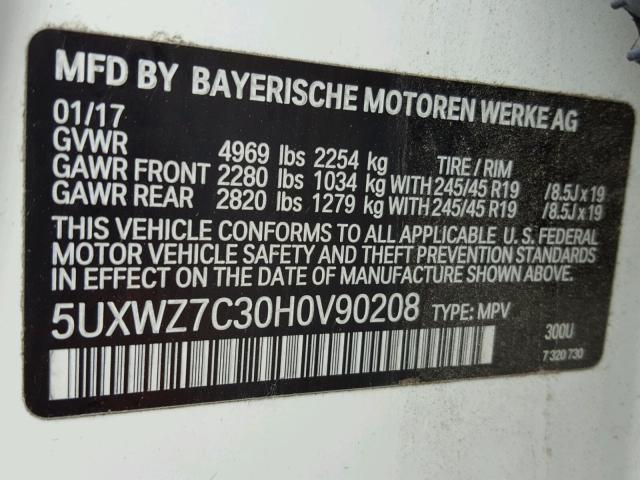 MFD BY BAYERISCHE MOTOREN WERKE AG
01/17
GVWR 4969 lbs 2254 kg TIRE / RIM
GAWR FRONT 2280 lbs 1034 kg WITH 245/45 R19 /8.5J x 19
GAWR REAR 2820 lbs 1279 kg WITH 245/45 R19 /8.5J x 19
THIS VEHICLE CONFORMS TO ALL APPLICABLE U. S. FEDERAL
MOTOR VEHICLE SAFETY AND THEFT PREVENTION STANDARDS
IN EFFECT ON THE DATE OF MANUFACTURE SHOWN ABOVE.
5UXWZ7C30H0V90208 TYPE: MPV
300U
7 320 730